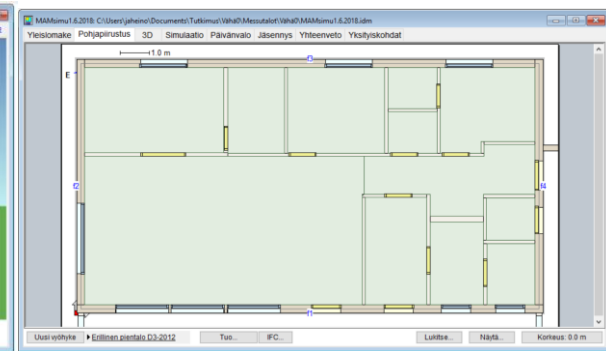 MAMsimu1.6.2018: C:\Users\jaheino\Documents\Tutkimus\Vähä0\Messutalot\Vähä0\MAMsimu1.6.2018.idm
Yleislomake Pohjapiirustus 3D Simulaatio Päivänvalo Jäsennys Yhteenveto Yksityiskohdat
1.0 m
f3
E
f2
f4
f1
Uusi vyöhyke Erillinen pientalo D3-2012 Tuo... IFC... Lukitse... Näytä... Korkeus: 0.0 m